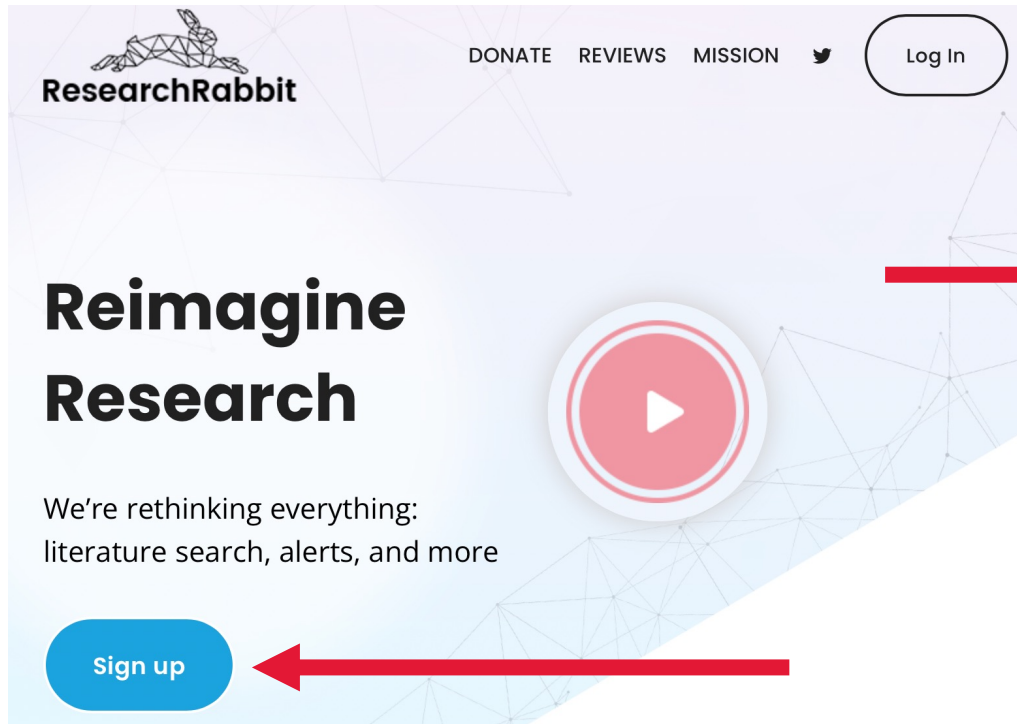 ResearchRabbit
DONATE REVIEWS MISSION Log In
Reimagine
Research
We’re rethinking everything:
literature search, alerts, and more
Sign up